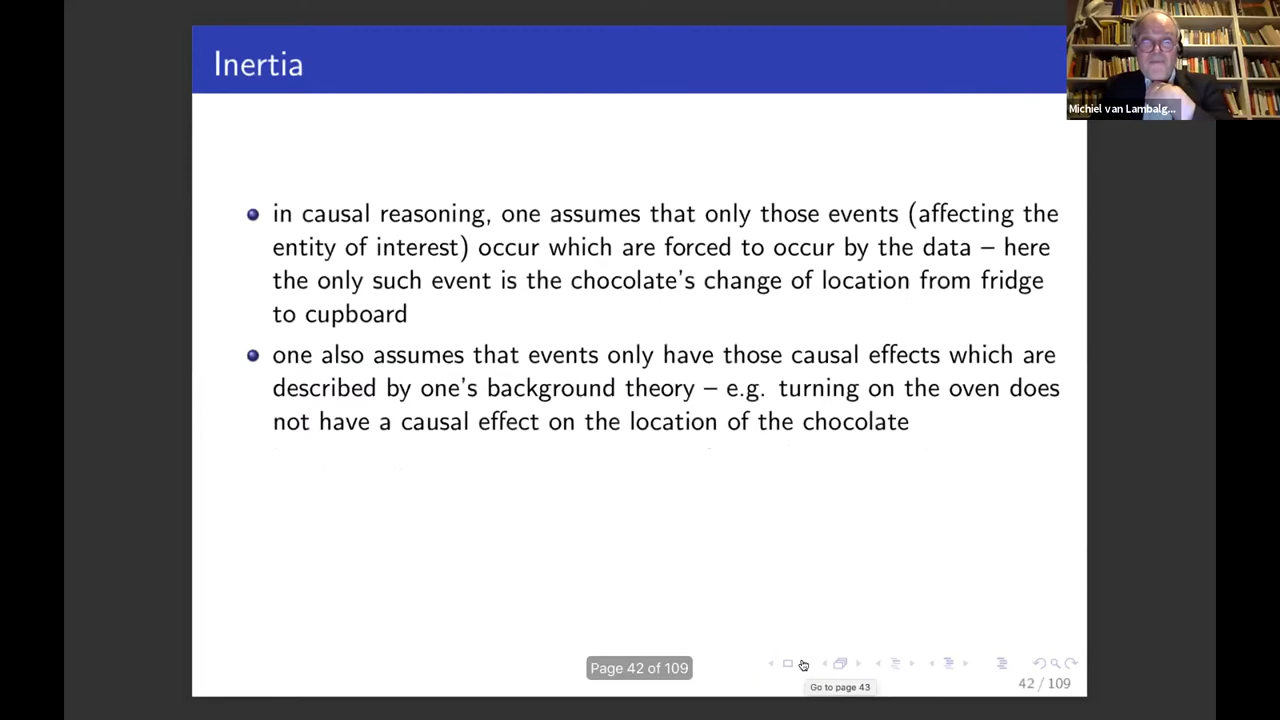 Inertia
Michiel van Lambalg...
in causal reasoning, one assumes that only those events (affecting the
entity of interest) occur which are forced to occur by the data – here
the only such event is the chocolate's change of location from fridge
to cupboard
one also assumes that events only have those causal effects which are
described by one's background theory – e.g. turning on the oven does
not have a causal effect on the location of the chocolate
Page 42 of 109
Go to page 43
42 / 109